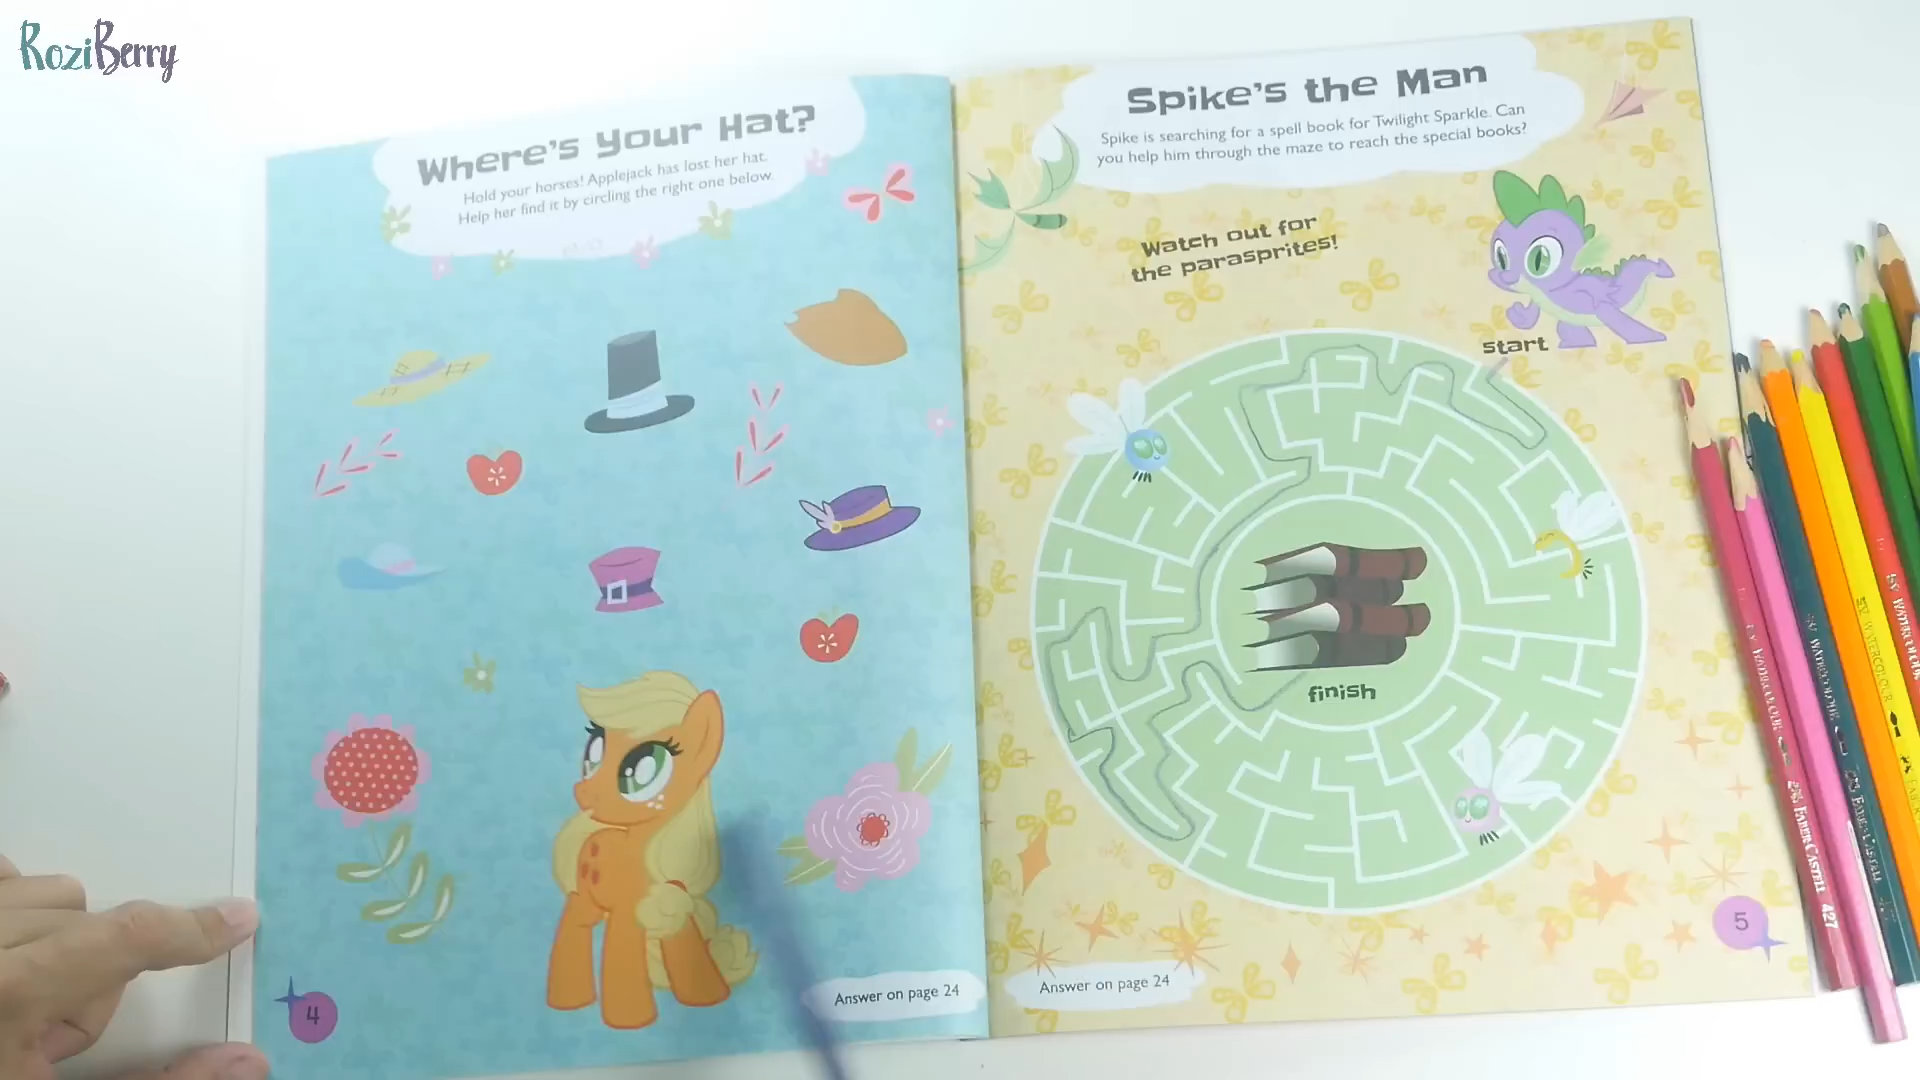 RoziBerry
Where's your Hat?
Hold your horses! Applejack has lost her hat.
Help her find it by circling the right one below.
Answer on page 24
4
Spike's the Man
Spike is searching for a spell book for Twilight Sparkle. Can
you help him through the maze to reach the special books?
Watch out for
the parasprites!
start
finish
Answer on page 24
5
WATERCOLOUR
FABER CASTELL
427